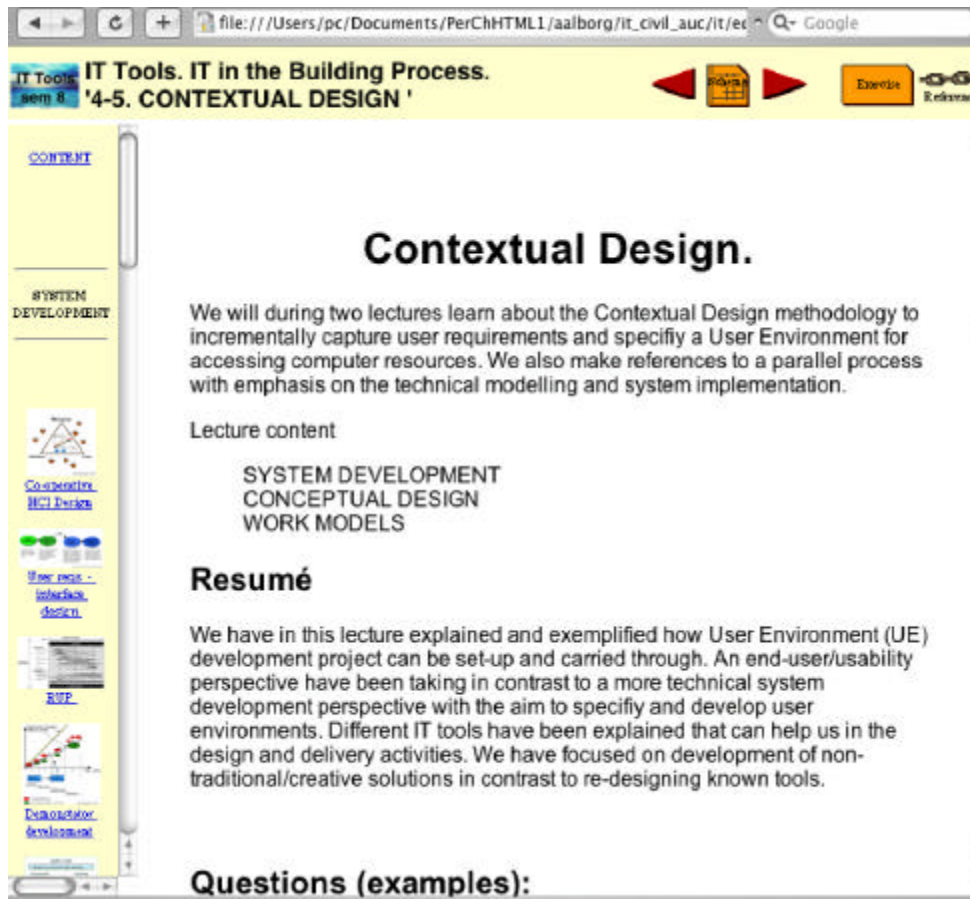 file:///Users/pc/Documents/PerChHTML1/aalborg/it_civil_auc/it/ec
Google
IT Tools
sem 8.
IT Tools. IT in the Building Process.
'4-5. CONTEXTUAL DESIGN '
Schema
Exercise
Referenc
CONTENT
SYSTEM
DEVELOPMENT
Co-operative
HCI Design
User reqs -
interface
design
RUP
Demonstator
development
Contextual Design.
We will during two lectures learn about the Contextual Design methodology to
incrementally capture user requirements and specifiy a User Environment for
accessing computer resources. We also make references to a parallel process
with emphasis on the technical modelling and system implementation.
Lecture content
SYSTEM DEVELOPMENT
CONCEPTUAL DESIGN
WORK MODELS
Resumé
We have in this lecture explained and exemplified how User Environment (UE)
development project can be set-up and carried through. An end-user/usability
perspective have been taking in contrast to a more technical system
development perspective with the aim to specifiy and develop user
environments. Different IT tools have been explained that can help us in the
design and delivery activities. We have focused on development of non-
traditional/creative solutions in contrast to re-designing known tools.
Questions (examples):